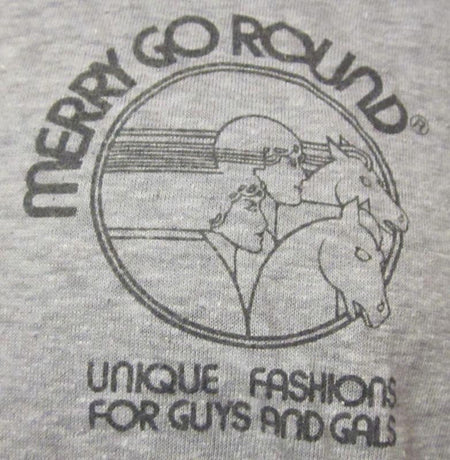 MERRY GO ROUND®
UNIQUE FASHIONS
FOR GUYS AND GALS